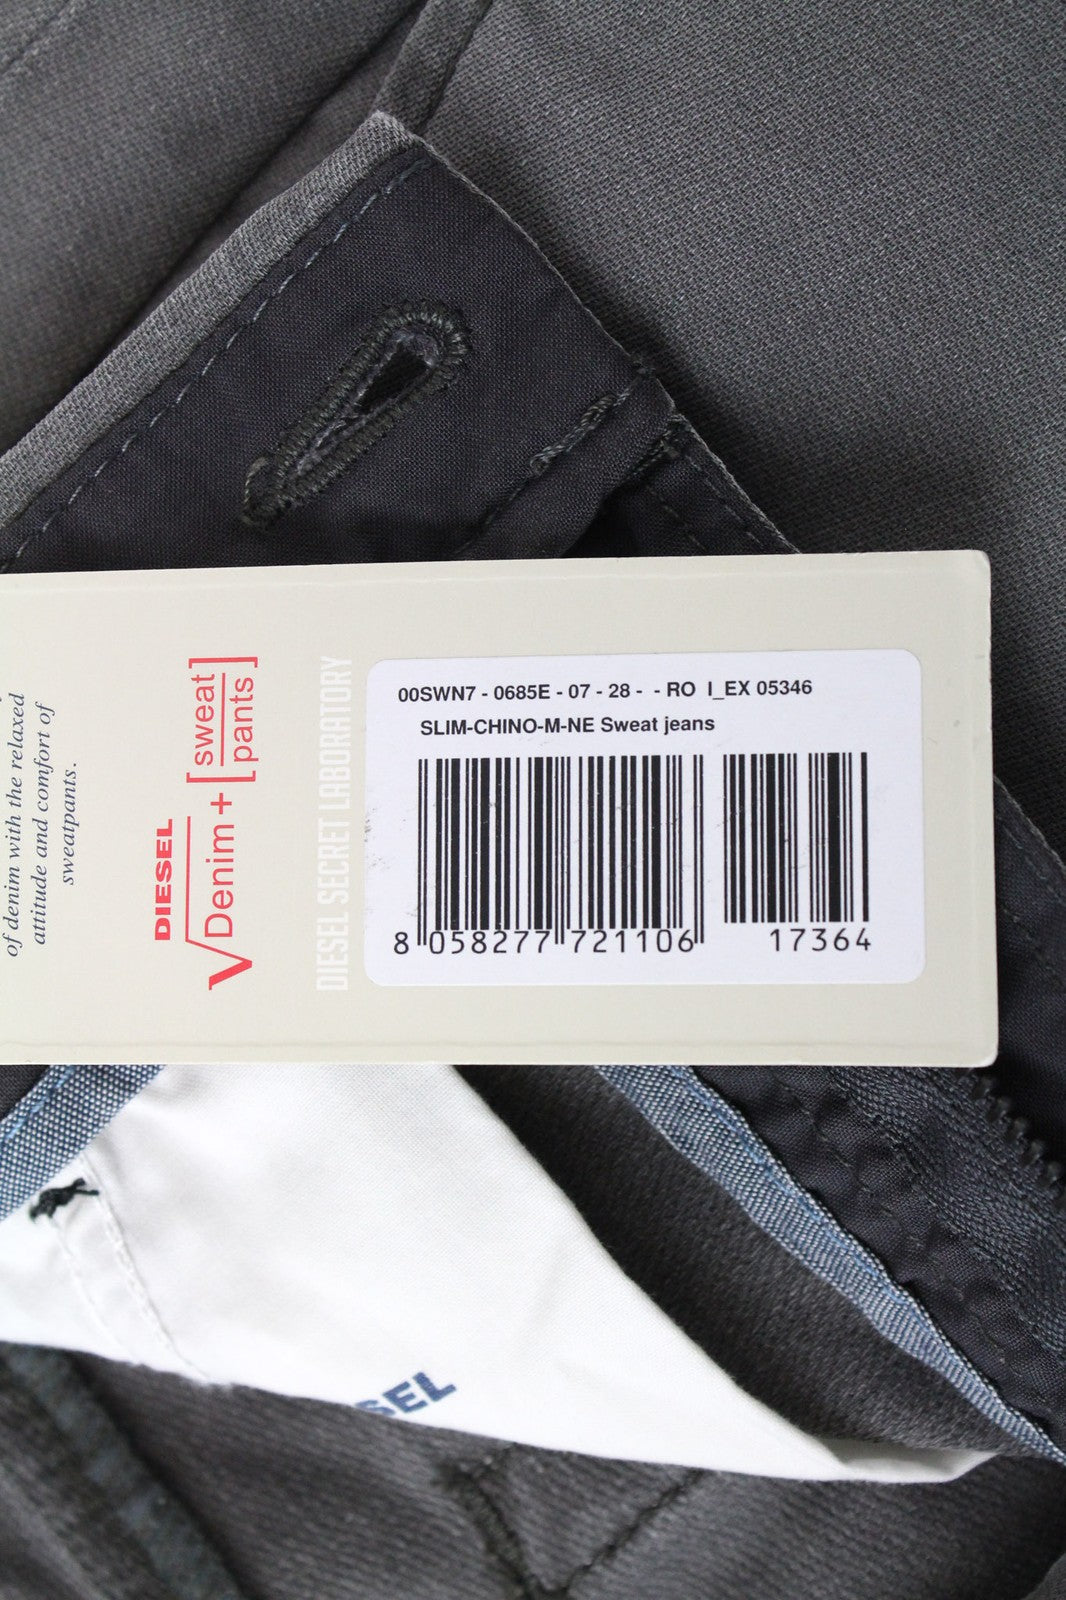 of denim with the relaxed
attitude and comfort of
sweatpants.
DIESEL
√Denim + [sweat
pants]
DIESEL SECRET LABORATORY
00SWN7 - 0685E - 07 - 28 - - RO I_EX 05346
SLIM-CHINO-M-NE Sweat jeans
8 058277 721106 17364
SEL